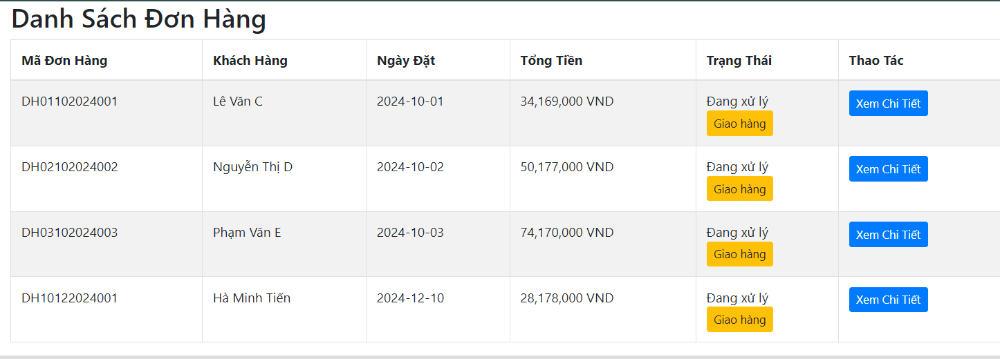 Danh Sách Đơn Hàng
Mã Đơn Hàng Khách Hàng Ngày Đặt Tổng Tiền Trạng Thái Thao Tác
DH01102024001 Lê Văn C 2024-10-01 34,169,000 VND Đang xử lý Xem Chi Tiết
Giao hàng
DH02102024002 Nguyễn Thị D 2024-10-02 50,177,000 VND Đang xử lý Xem Chi Tiết
Giao hàng
DH03102024003 Phạm Văn E 2024-10-03 74,170,000 VND Đang xử lý Xem Chi Tiết
Giao hàng
DH10122024001 Hà Minh Tiến 2024-12-10 28,178,000 VND Đang xử lý Xem Chi Tiết
Giao hàng